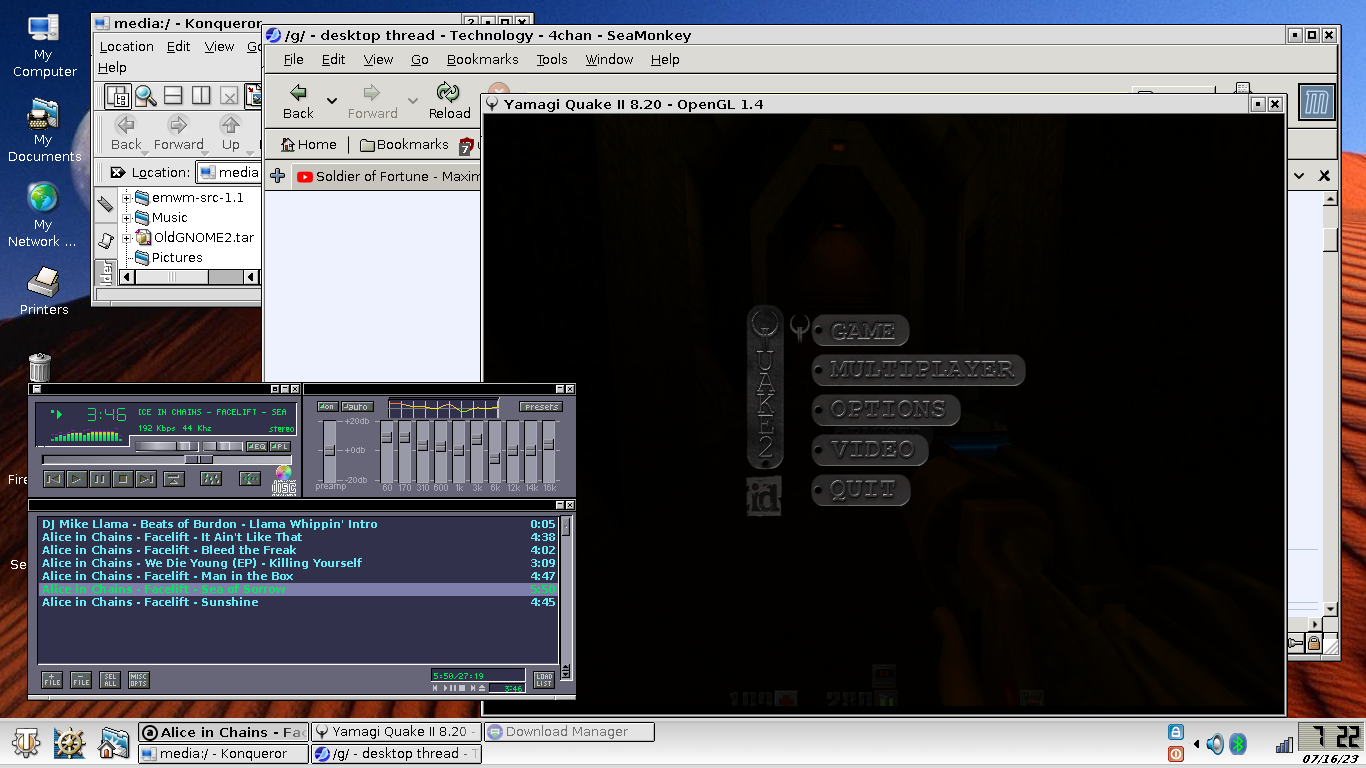 My
Computer
My
Documents
My
Network ...
Printers
Fire
Se
media:/ - Konqueror
Location Edit View Go
Help
Back Forward Up
Location: media
emwm-src-1.1
Music
OldGNOME2.tar
Pictures
/g/ - desktop thread - Technology - 4chan - SeaMonkey
File Edit View Go Bookmarks Tools Window Help
Back Forward Reload
Home Bookmarks 7
Soldier of Fortune - Maxim
Yamagi Quake II 8.20 - OpenGL 1.4
QUAKE2
id
GAME
MULTIPLAYER
OPTIONS
VIDEO
QUIT
3:46 ICE IN CHAINS - FACELIFT - SEA
192 Kbps 44 Khz stereo
EQ PL
DISC
on auto presets
+20db
+0db
-20db
preamp 60 170 310 600 1k 3k 6k 12k 14k 16k
DJ Mike Llama - Beats of Burdon - Llama Whippin' Intro 0:05
Alice in Chains - Facelift - It Ain't Like That 4:38
Alice in Chains - Facelift - Bleed the Freak 4:02
Alice in Chains - We Die Young (EP) - Killing Yourself 3:09
Alice in Chains - Facelift - Man in the Box 4:47
Alice in Chains - Facelift - Sea of Sorrow 5:50
Alice in Chains - Facelift - Sunshine 4:45
+ FILE - FILE SEL ALL MISC OPTS 5:50/27:19 3:46 LOAD LIST
Alice in Chains - Fac Yamagi Quake II 8.20 - Download Manager
media:/ - Konqueror /g/ - desktop thread - T
7 22
07/16/23